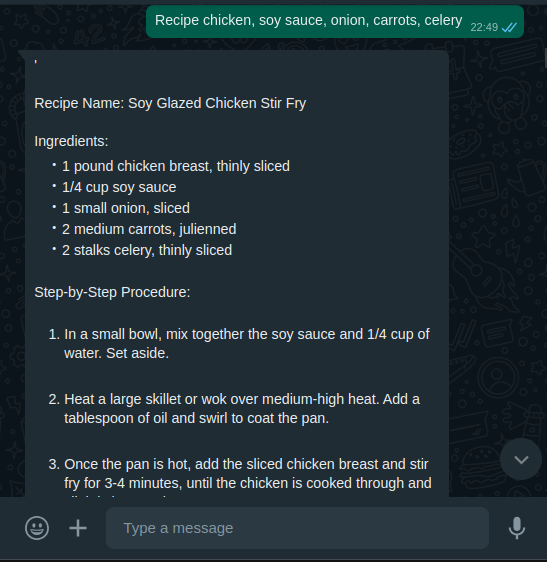 Recipe chicken, soy sauce, onion, carrots, celery 22:49
'
Recipe Name: Soy Glazed Chicken Stir Fry
Ingredients:
• 1 pound chicken breast, thinly sliced
• 1/4 cup soy sauce
• 1 small onion, sliced
• 2 medium carrots, julienned
• 2 stalks celery, thinly sliced
Step-by-Step Procedure:
1. In a small bowl, mix together the soy sauce and 1/4 cup of
water. Set aside.
2. Heat a large skillet or wok over medium-high heat. Add a
tablespoon of oil and swirl to coat the pan.
3. Once the pan is hot, add the sliced chicken breast and stir
fry for 3-4 minutes, until the chicken is cooked through and
Type a message